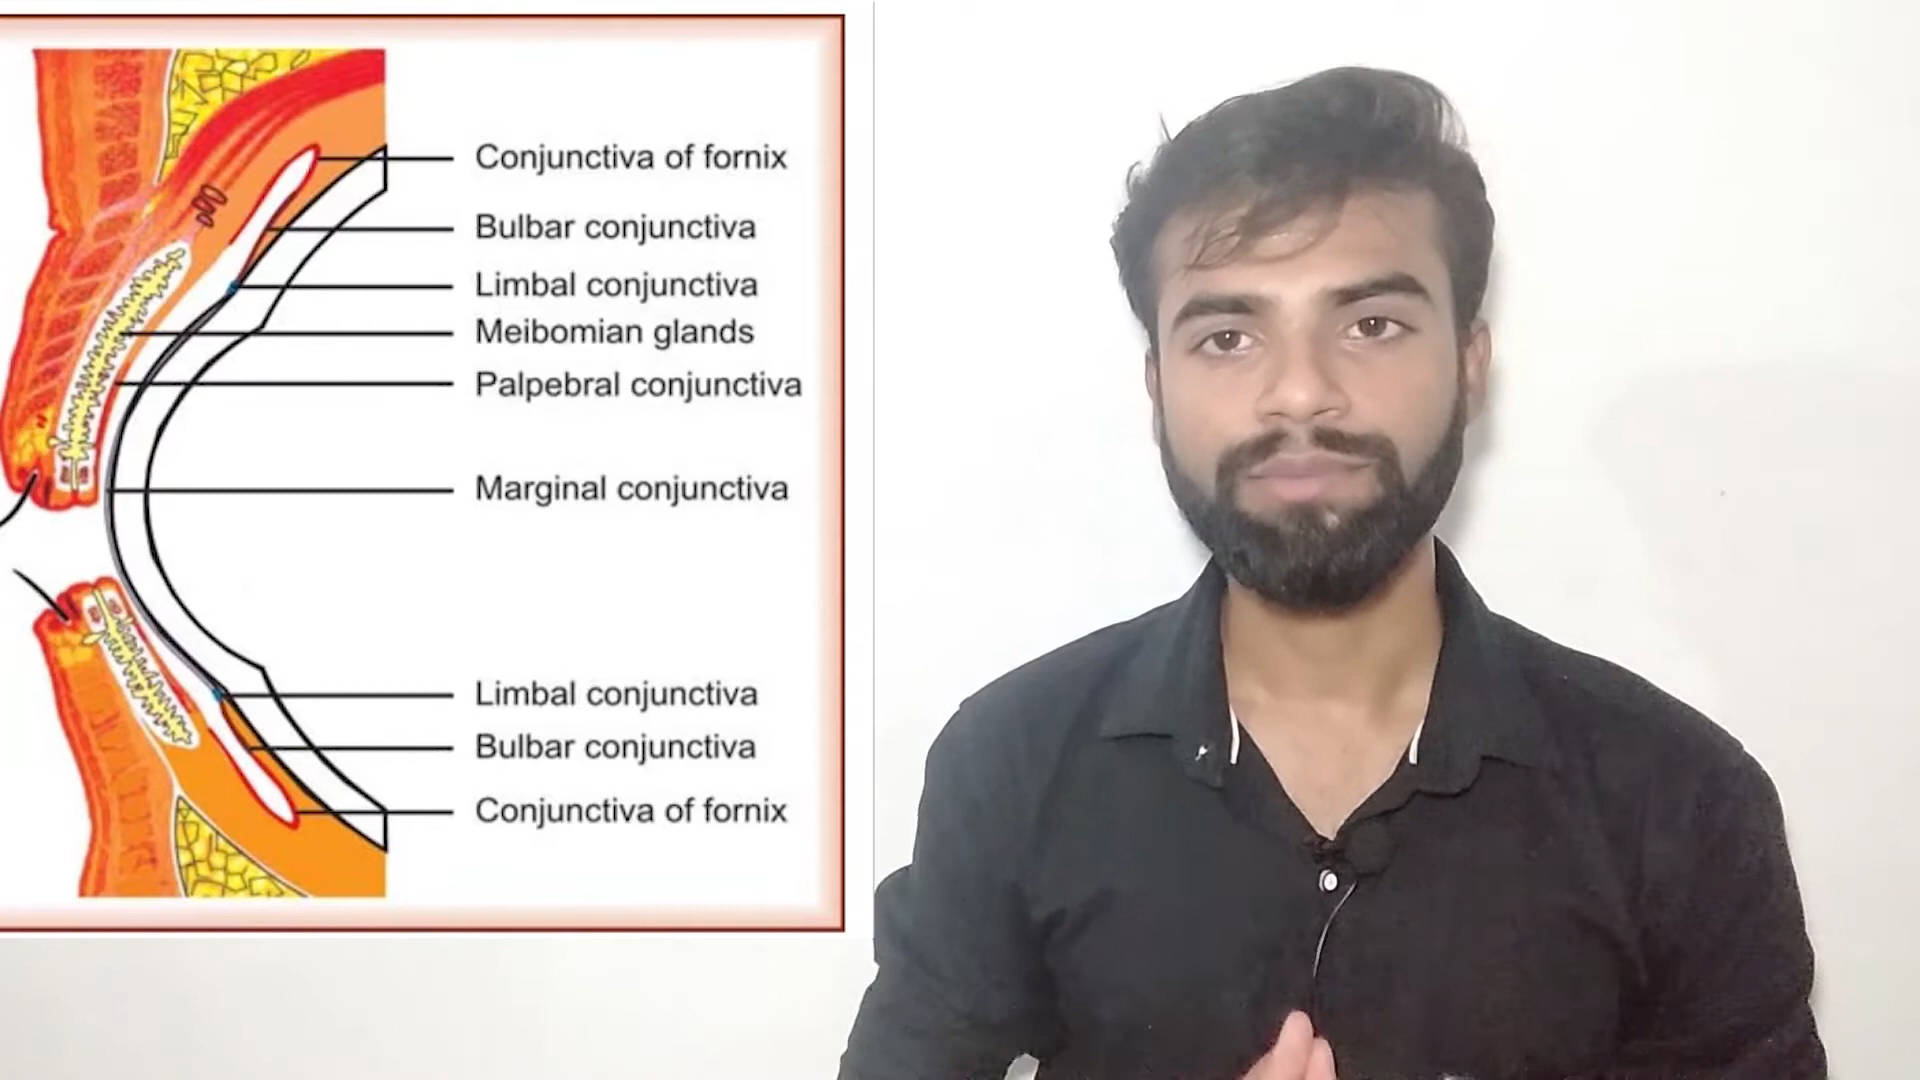 Conjunctiva of fornix
Bulbar conjunctiva
Limbal conjunctiva
Meibomian glands
Palpebral conjunctiva
Marginal conjunctiva
Limbal conjunctiva
Bulbar conjunctiva
Conjunctiva of fornix